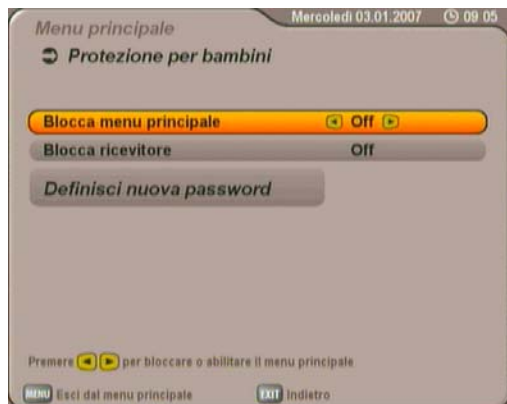 Menu principale
Mercoledì 03.01.2007 09 05
Protezione per bambini
Blocca menu principale Off
Blocca ricevitore Off
Definisci nuova password
Premere per bloccare o abilitare il menu principale
MENU Esci dal menu principale EXIT Indietro